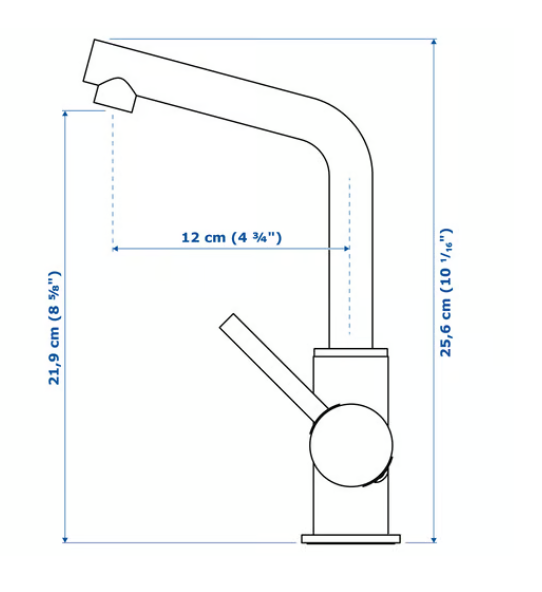 12 cm (4 ¾")
21,9 cm (8 ⅝")
25,6 cm (10 ¹/₁₆")